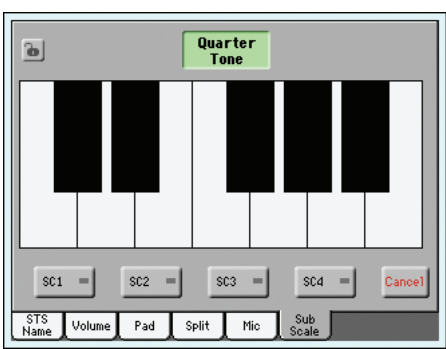 Quarter
Tone
SC1
SC2
SC3
SC4
Cancel
STS
Name
Volume
Pad
Split
Mic
Sub
Scale